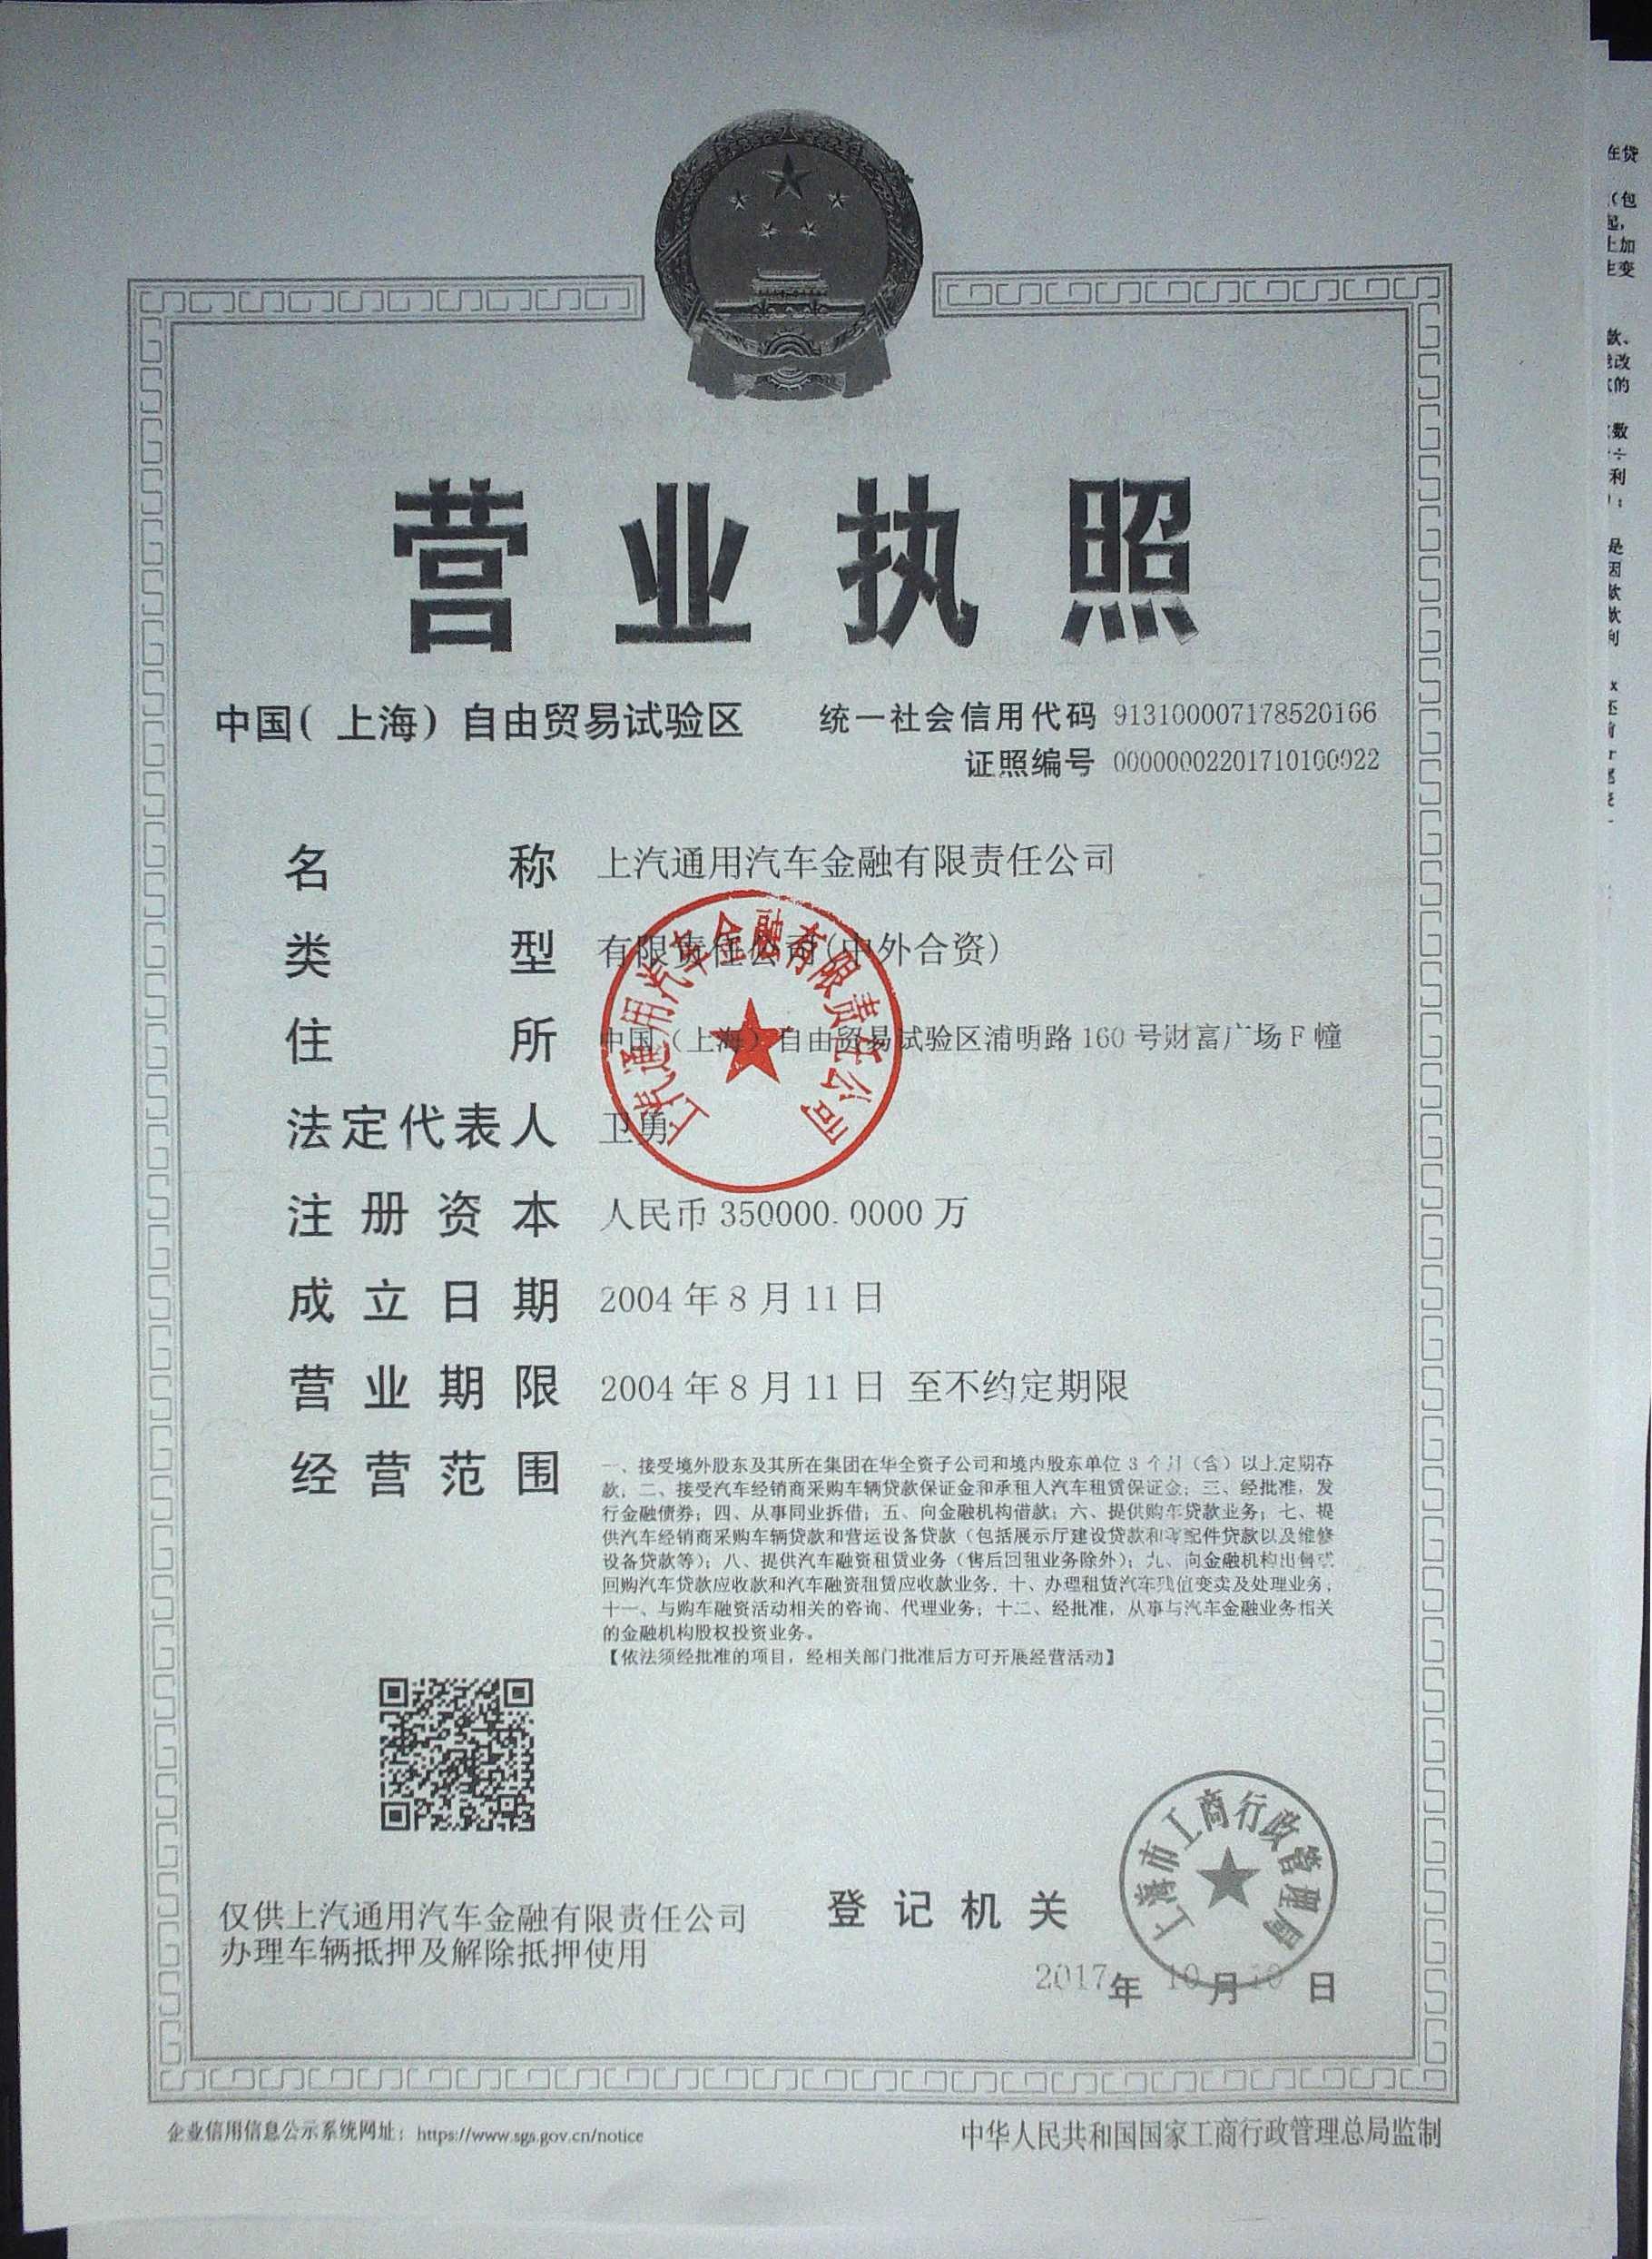 营业执照
中国(上海)自由贸易试验区
统一社会信用代码 913100007178520166
证照编号 00000002201710100022
名称 上汽通用汽车金融有限责任公司
类型 有限责任公司(中外合资)
住所 中国(上海)自由贸易试验区浦明路160号财富广场F幢
法定代表人 卫勇
注册资本 人民币350000.0000万
成立日期 2004年8月11日
营业期限 2004年8月11日 至不约定期限
经营范围 一、接受境外股东及其所在集团在华全资子公司和境内股东单位3个月(含)以上定期存
款;二、接受汽车经销商采购车辆贷款保证金和承租人汽车租赁保证金;三、经批准,发
行金融债券;四、从事同业拆借;五、向金融机构借款;六、提供购车贷款业务;七、提
供汽车经销商采购车辆贷款和营运设备贷款(包括展示厅建设贷款和零配件贷款以及维修
设备贷款等);八、提供汽车融资租赁业务(售后回租业务除外);九、向金融机构出售或
回购汽车贷款应收款和汽车融资租赁应收款业务;十、办理租赁汽车残值变卖及处理业务;
十一、与购车融资活动相关的咨询、代理业务;十二、经批准,从事与汽车金融业务相关
的金融机构股权投资业务。
【依法须经批准的项目,经相关部门批准后方可开展经营活动】
上汽通用汽车金融有限责任公司
仅供上汽通用汽车金融有限责任公司
办理车辆抵押及解除抵押使用
登记机关
上海市工商行政管理局
2017年10月10日
企业信用信息公示系统网址:https://www.sgs.gov.cn/notice
中华人民共和国国家工商行政管理总局监制
在贷
(包
起,
上加
生变
款、
的
数
÷
利
是
因
款
款
利